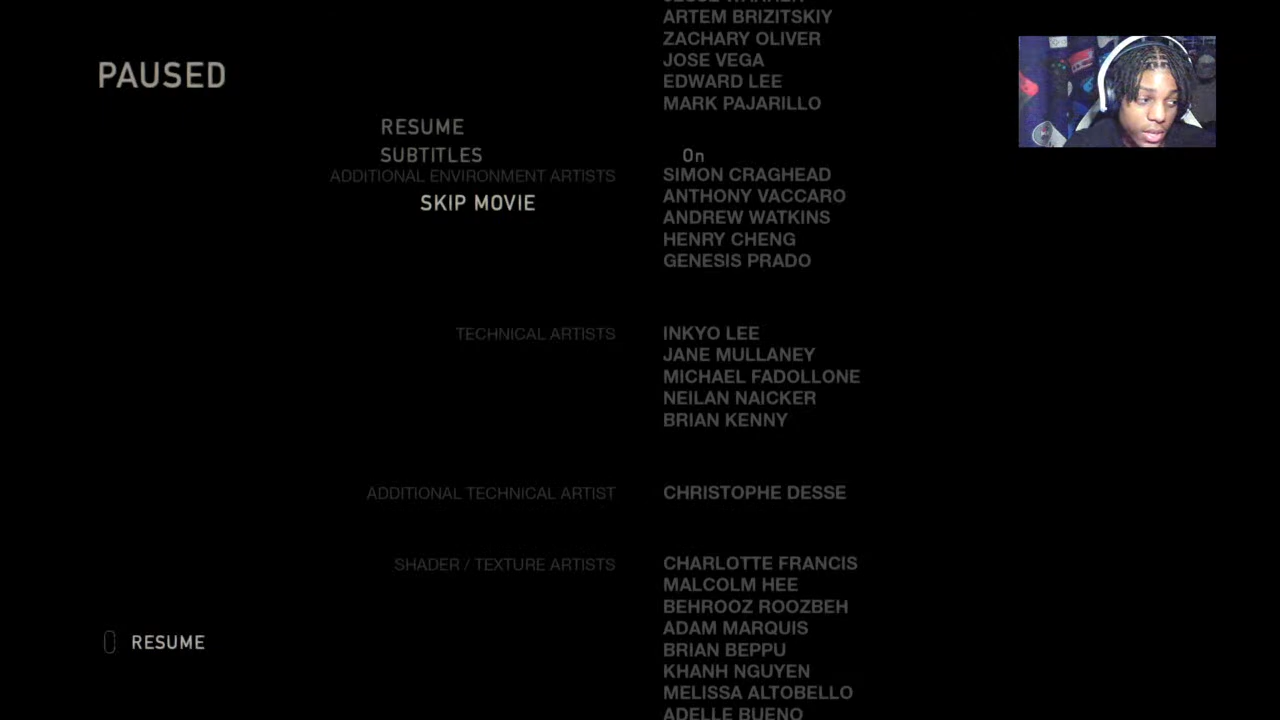 ARTEM BRIZITSKIY
ZACHARY OLIVER
JOSE VEGA
EDWARD LEE
MARK PAJARILLO
PAUSED
RESUME
SUBTITLES On
ADDITIONAL ENVIRONMENT ARTISTS SIMON CRAGHEAD
ANTHONY VACCARO
SKIP MOVIE
ANDREW WATKINS
HENRY CHENG
GENESIS PRADO
TECHNICAL ARTISTS INKYO LEE
JANE MULLANEY
MICHAEL FADOLLONE
NEILAN NAICKER
BRIAN KENNY
ADDITIONAL TECHNICAL ARTIST CHRISTOPHE DESSE
SHADER / TEXTURE ARTISTS CHARLOTTE FRANCIS
MALCOLM HEE
BEHROOZ ROOZBEH
ADAM MARQUIS
BRIAN BEPPU
KHANH NGUYEN
MELISSA ALTOBELLO
ADELLE BUENO
RESUME